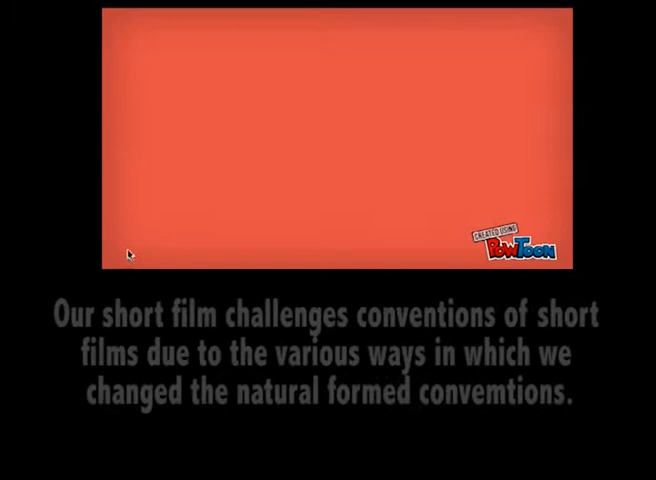 CREATED USING
POWTOON
Our short film challenges conventions of short
films due to the various ways in which we
changed the natural formed convemtions.